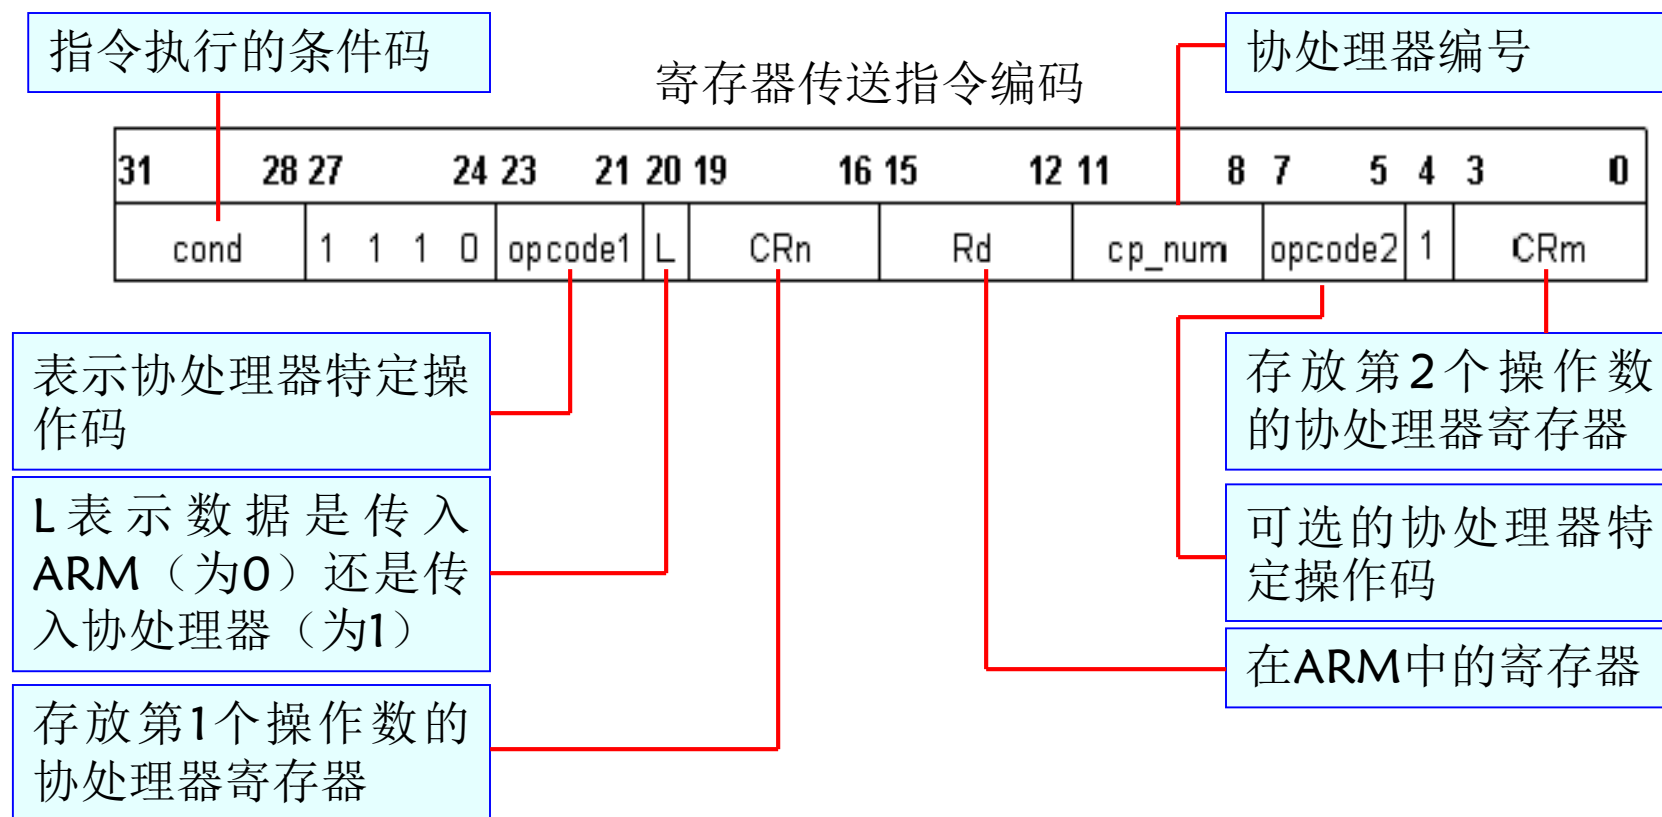 指令执行的条件码
协处理器编号
寄存器传送指令编码
31 28 27 24 23 21 20 19 16 15 12 11 8 7 5 4 3 0
cond 1 1 1 0 opcode1 L CRn Rd cp_num opcode2 1 CRm
表示协处理器特定操
作码
L表示数据是传入
ARM（为0）还是传
入协处理器（为1）
存放第1个操作数的
协处理器寄存器
存放第2个操作数
的协处理器寄存器
可选的协处理器特
定操作码
在ARM中的寄存器